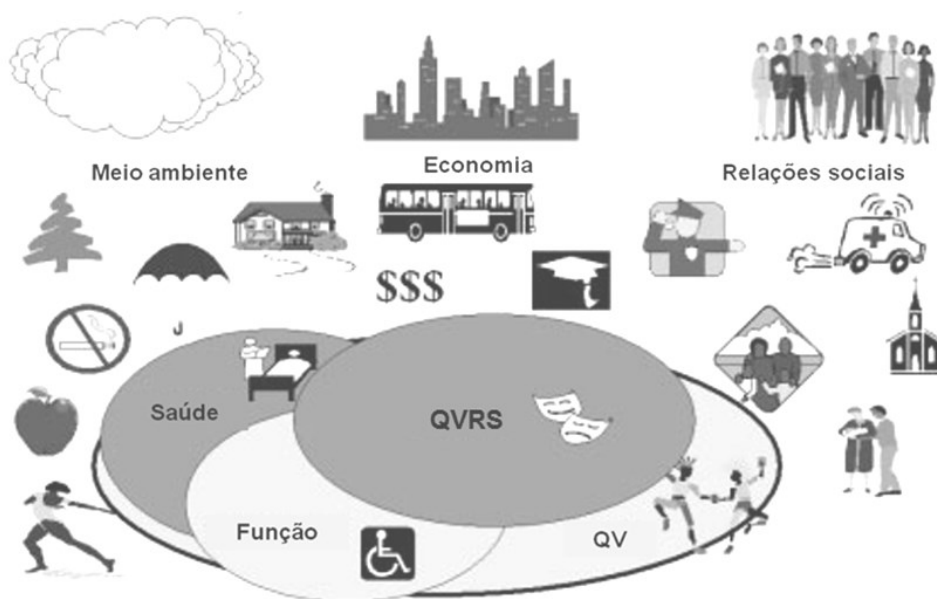 Economia
Meio ambiente
Relações sociais
$$$
J
Saúde
QVRS
Função
QV